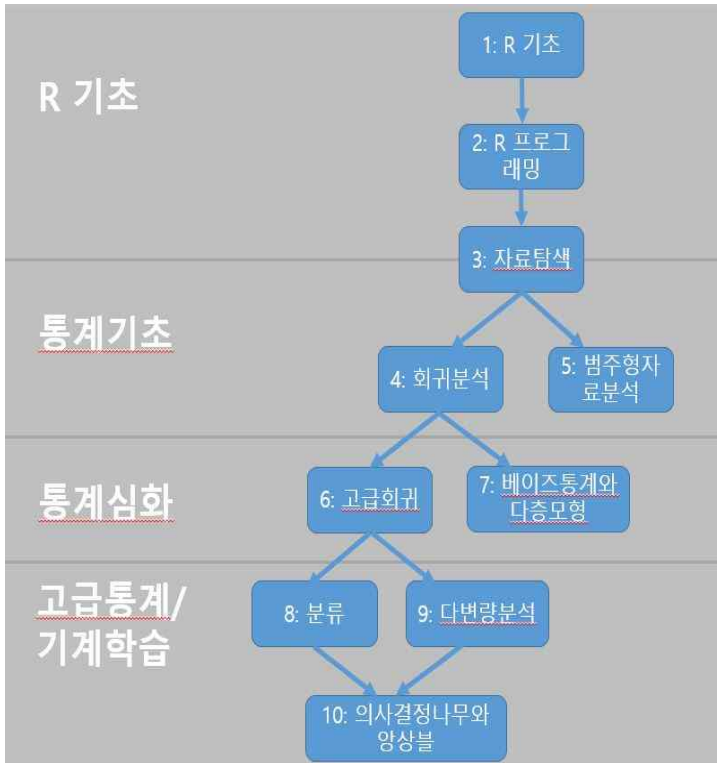 R 기초
1: R 기초
2: R 프로그
래밍
3: 자료탐색
통계기초
4: 회귀분석
5: 범주형자
료분석
통계심화
6: 고급회귀
7: 베이즈통계와
다층모형
고급통계/
기계학습
8: 분류
9: 다변량분석
10: 의사결정나무와
앙상블